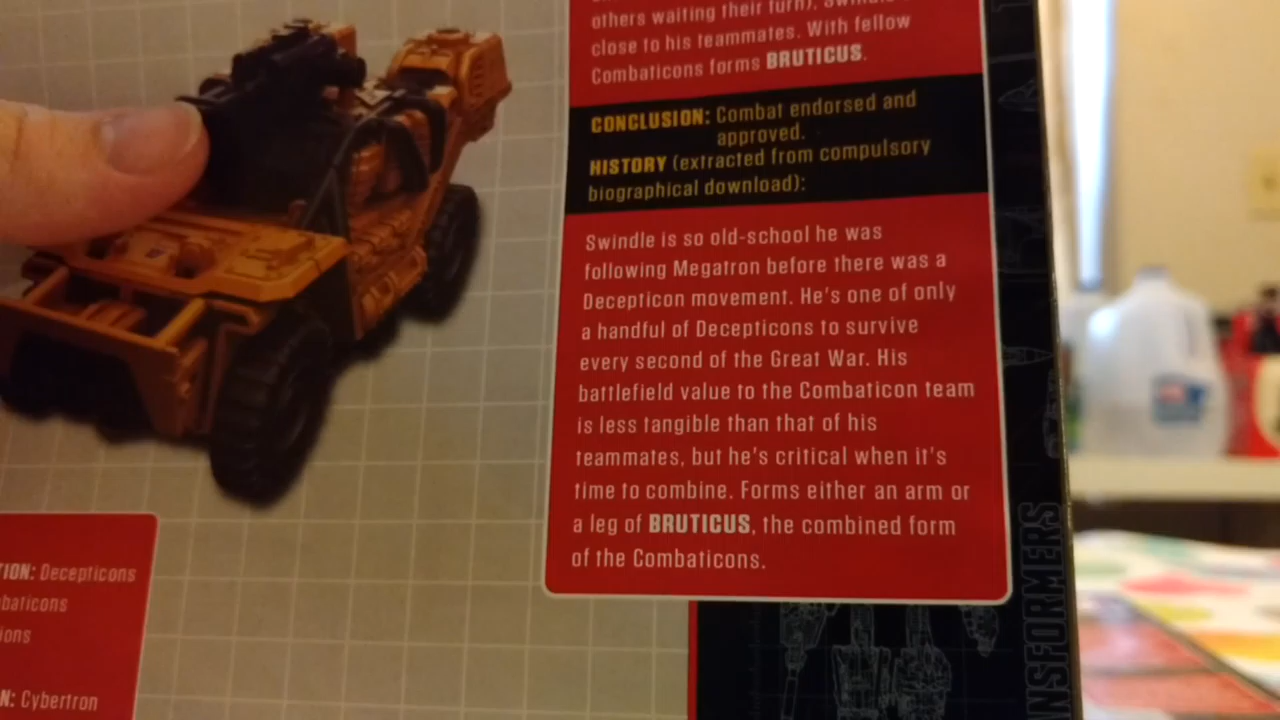 others waiting their turn). Swindle
close to his teammates. With fellow
Combaticons forms BRUTICUS.
CONCLUSION: Combat endorsed and
approved.
HISTORY (extracted from compulsory
biographical download):
Swindle is so old-school he was
following Megatron before there was a
Decepticon movement. He's one of only
a handful of Decepticons to survive
every second of the Great War. His
battlefield value to the Combaticon team
is less tangible than that of his
teammates, but he's critical when it's
time to combine. Forms either an arm or
a leg of BRUTICUS, the combined form
of the Combaticons.
TION: Decepticons
baticons
ions
N: Cybertron
ANSFORMERS